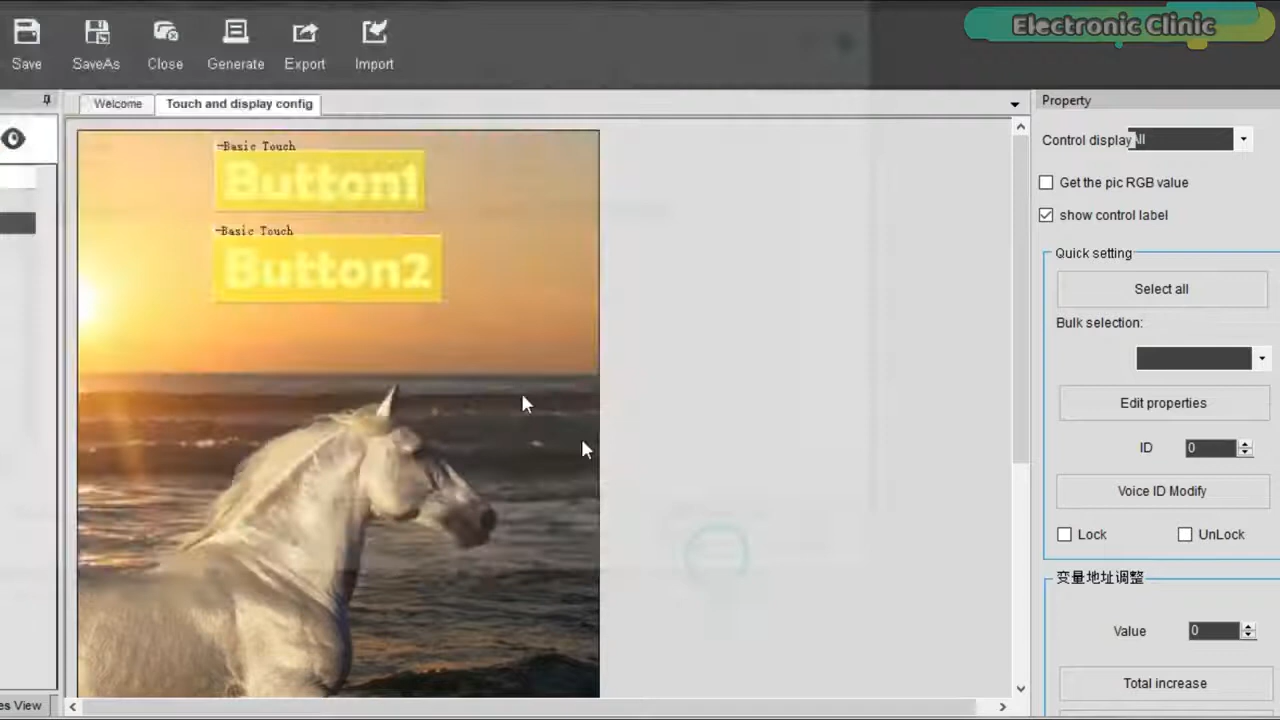 Electronic Clinic
Save
SaveAs
Close
Generate
Export
Import
Welcome
Touch and display config
Property
-Basic Touch
Button1
-Basic Touch
Button2
Control display
All
Get the pic RGB value
show control label
Quick setting
Select all
Bulk selection:
Edit properties
ID
0
Voice ID Modify
Lock
UnLock
变量地址调整
Value
0
Total increase
es View